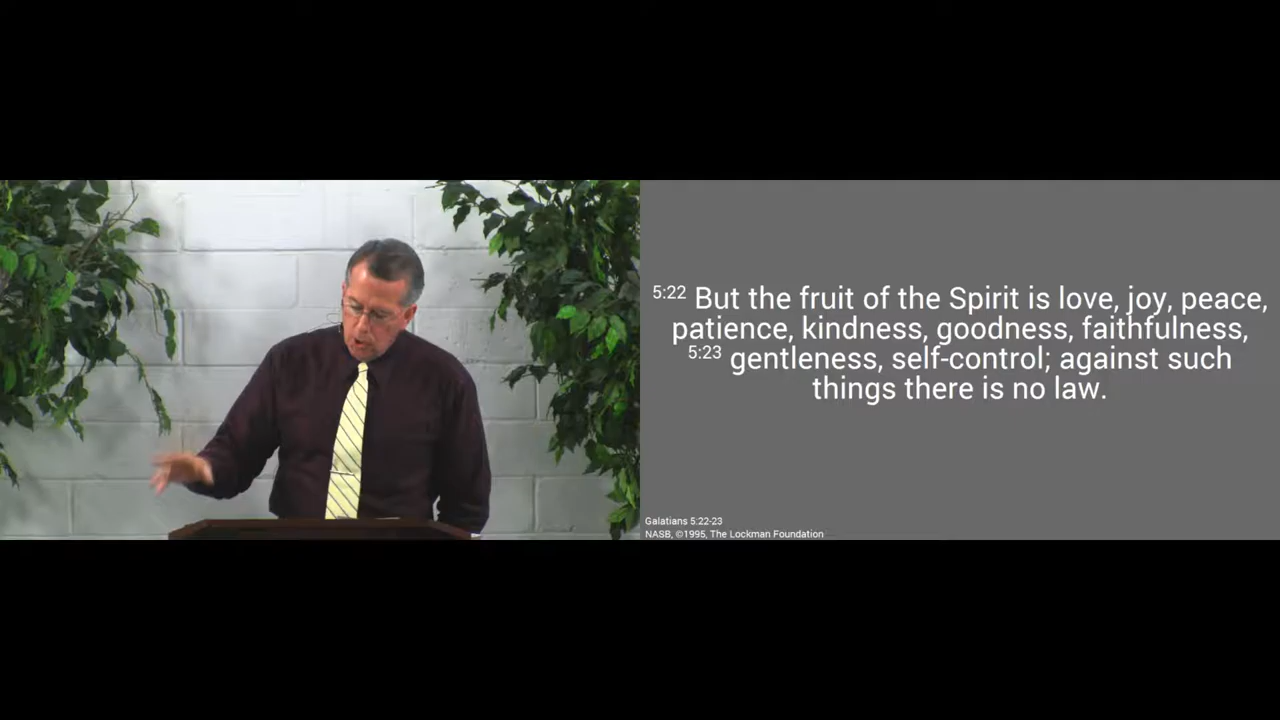 5:22 But the fruit of the Spirit is love, joy, peace,
patience, kindness, goodness, faithfulness,
5:23 gentleness, self-control; against such
things there is no law.
Galatians 5:22-23
NASB, ©1995, The Lockman Foundation